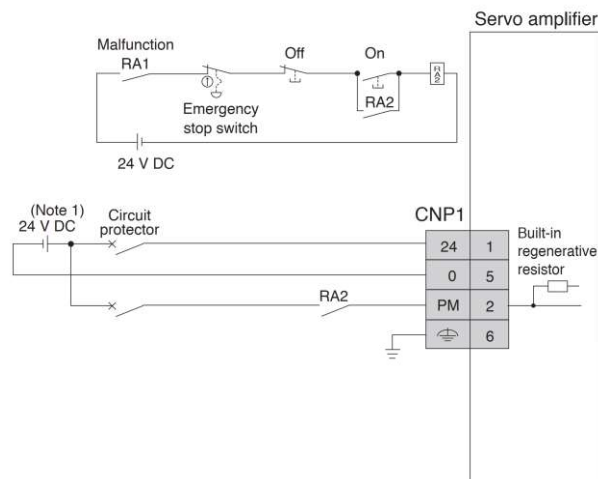 Servo amplifier
Malfunction
RA1
Off
On
RA2
RA2
Emergency
stop switch
24 V DC
(Note 1)
24 V DC
Circuit
protector
CNP1
Built-in
regenerative
resistor
24 1
0 5
RA2
PM 2
6